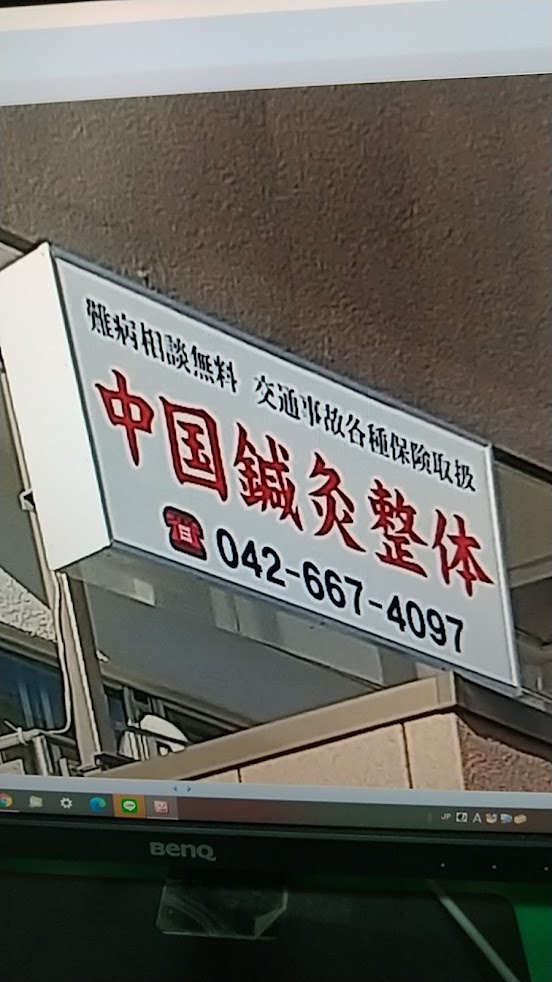 難病相談無料 交通事故各種保険取扱
中国鍼灸整体
☎ 042-667-4097
JP A
BenQ